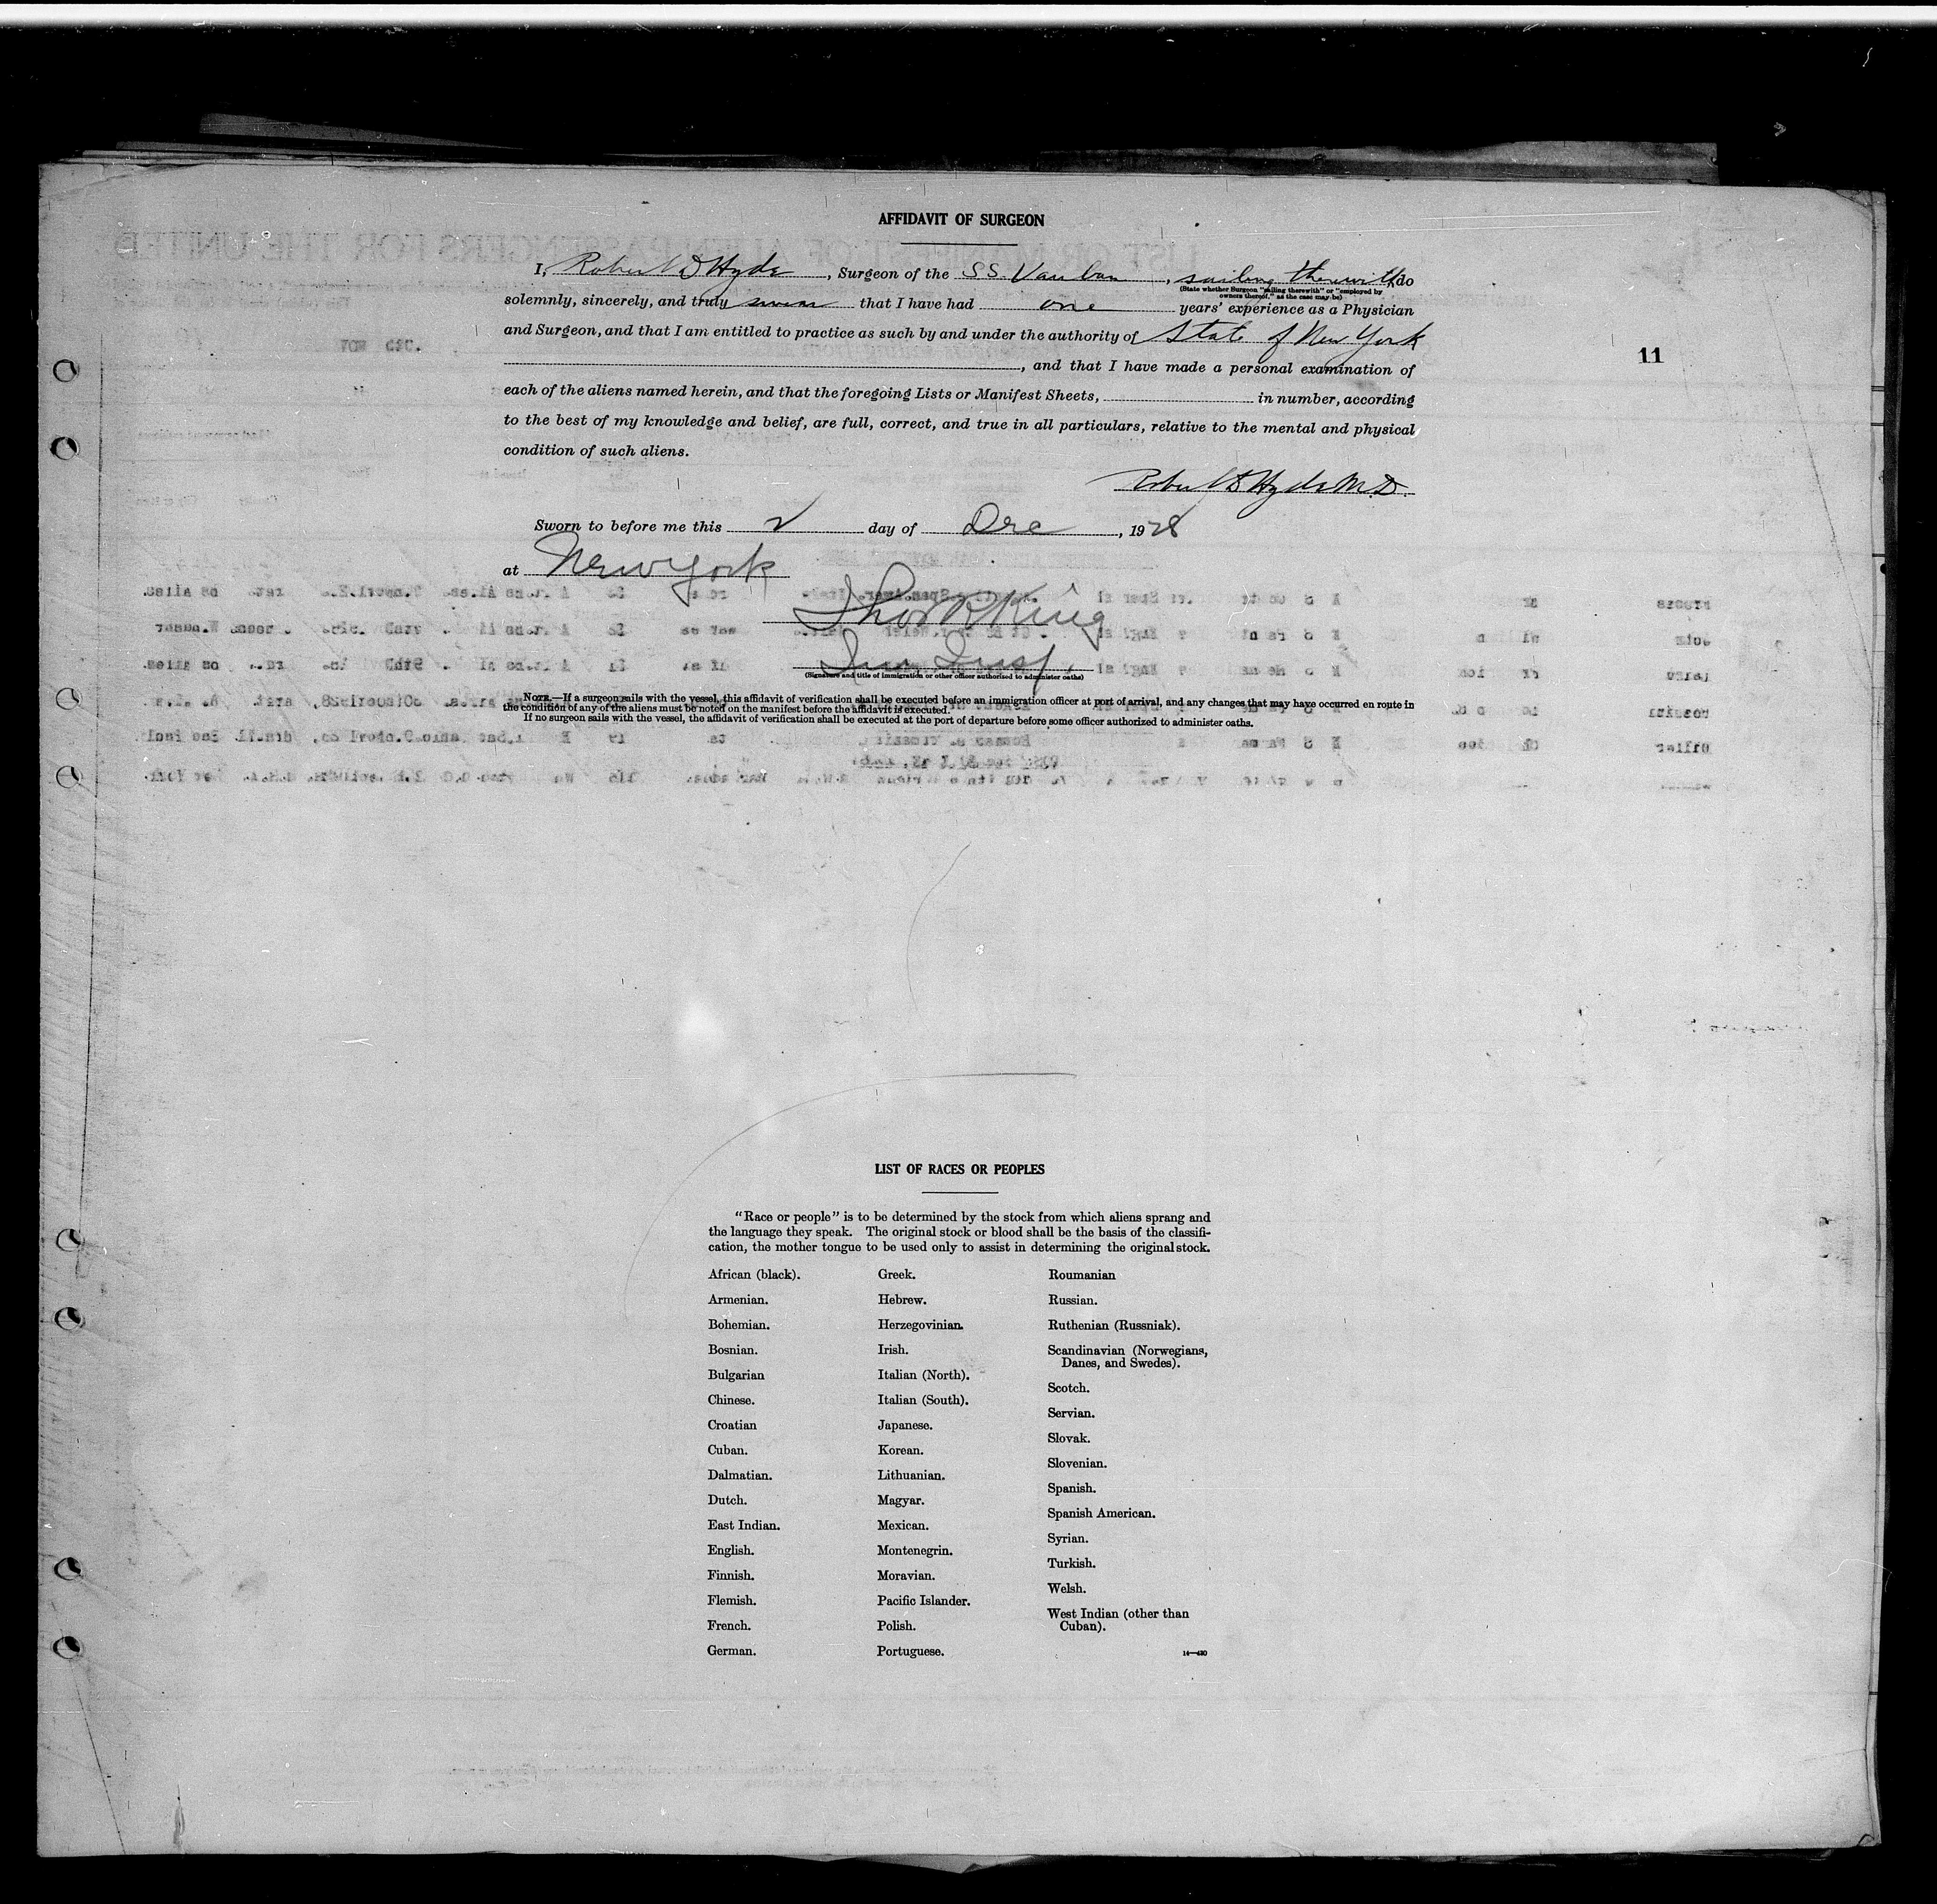 AFFIDAVIT OF SURGEON
I, Robert D Hyde, Surgeon of the SS. Vauban, sailing therewith, do
(State whether Surgeon "sailing therewith" or "employed by
owners thereof," as the case may be)
solemnly, sincerely, and truly swear that I have had one years' experience as a Physician
and Surgeon, and that I am entitled to practice as such by and under the authority of State of New York
11
, and that I have made a personal examination of
each of the aliens named herein, and that the foregoing Lists or Manifest Sheets, in number, according
to the best of my knowledge and belief, are full, correct, and true in all particulars, relative to the mental and physical
condition of such aliens.
Robert D Hyde M.D.
Sworn to before me this 2 day of Dec, 1928
at New York
Thos R King
Imm Insp.
(Signature and title of immigration or other officer authorized to administer oaths)
NOTE.—If a surgeon sails with the vessel, this affidavit of verification shall be executed before an immigration officer at port of arrival, and any changes that may have occurred en route in
the condition of any of the aliens must be noted on the manifest before the affidavit is executed.
If no surgeon sails with the vessel, the affidavit of verification shall be executed at the port of departure before some officer authorized to administer oaths.
LIST OF RACES OR PEOPLES
"Race or people" is to be determined by the stock from which aliens sprang and
the language they speak. The original stock or blood shall be the basis of the classifi-
cation, the mother tongue to be used only to assist in determining the original stock.
African (black).
Armenian.
Bohemian.
Bosnian.
Bulgarian
Chinese.
Croatian
Cuban.
Dalmatian.
Dutch.
East Indian.
English.
Finnish.
Flemish.
French.
German.
Greek.
Hebrew.
Herzegovinian.
Irish.
Italian (North).
Italian (South).
Japanese.
Korean.
Lithuanian.
Magyar.
Mexican.
Montenegrin.
Moravian.
Pacific Islander.
Polish.
Portuguese.
Roumanian
Russian.
Ruthenian (Russniak).
Scandinavian (Norwegians,
Danes, and Swedes).
Scotch.
Servian.
Slovak.
Slovenian.
Spanish.
Spanish American.
Syrian.
Turkish.
Welsh.
West Indian (other than
Cuban).
14—430